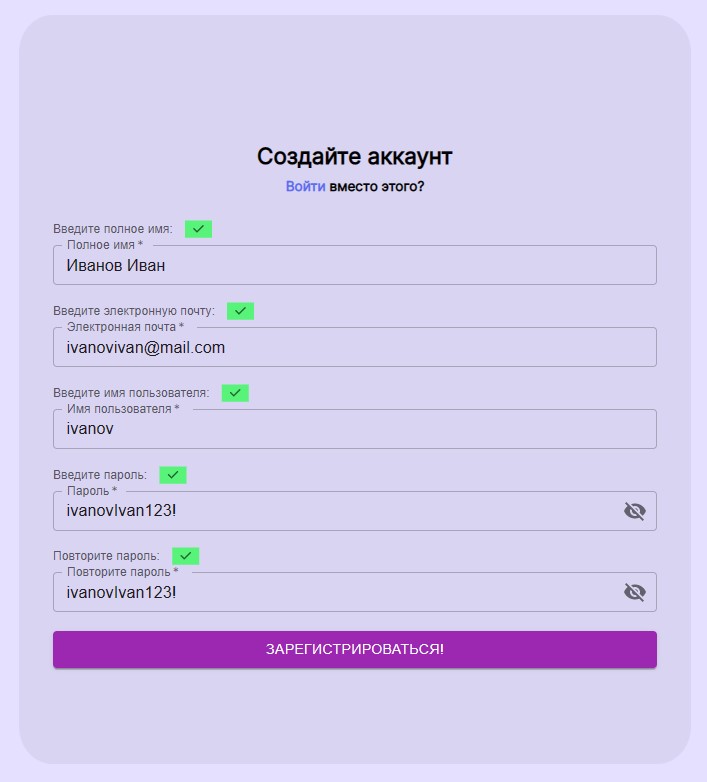 Создайте аккаунт
Войти вместо этого?
Введите полное имя:
Полное имя *
Иванов Иван
Введите электронную почту:
Электронная почта *
ivanovivan@mail.com
Введите имя пользователя:
Имя пользователя *
ivanov
Введите пароль:
Пароль *
ivanovIvan123!
Повторите пароль:
Повторите пароль *
ivanovIvan123!
ЗАРЕГИСТРИРОВАТЬСЯ!